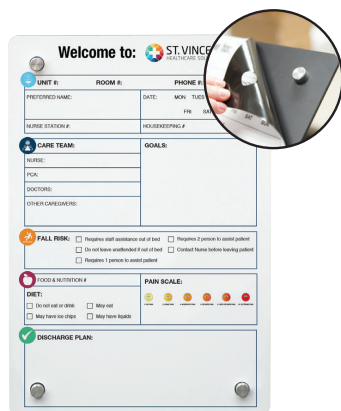 Welcome to:
ST. VINCE
HEALTHCARE SOL
UNIT #: ROOM #: PHONE #:
PREFERRED NAME: DATE: MON TUES
FRI SAT
NURSE STATION #: HOUSEKEEPING #
CARE TEAM: GOALS:
NURSE:
PCA:
DOCTORS:
OTHER CAREGIVERS:
FALL RISK: Requires staff assistance out of bed Requires 2 person to assist patient
Do not leave unattended if out of bed Contact Nurse before leaving patient
Requires 1 person to assist patient
FOOD & NUTRITION # PAIN SCALE:
DIET:
Do not eat or drink May eat
May have ice chips May have liquids
DISCHARGE PLAN:
SAT
SUN